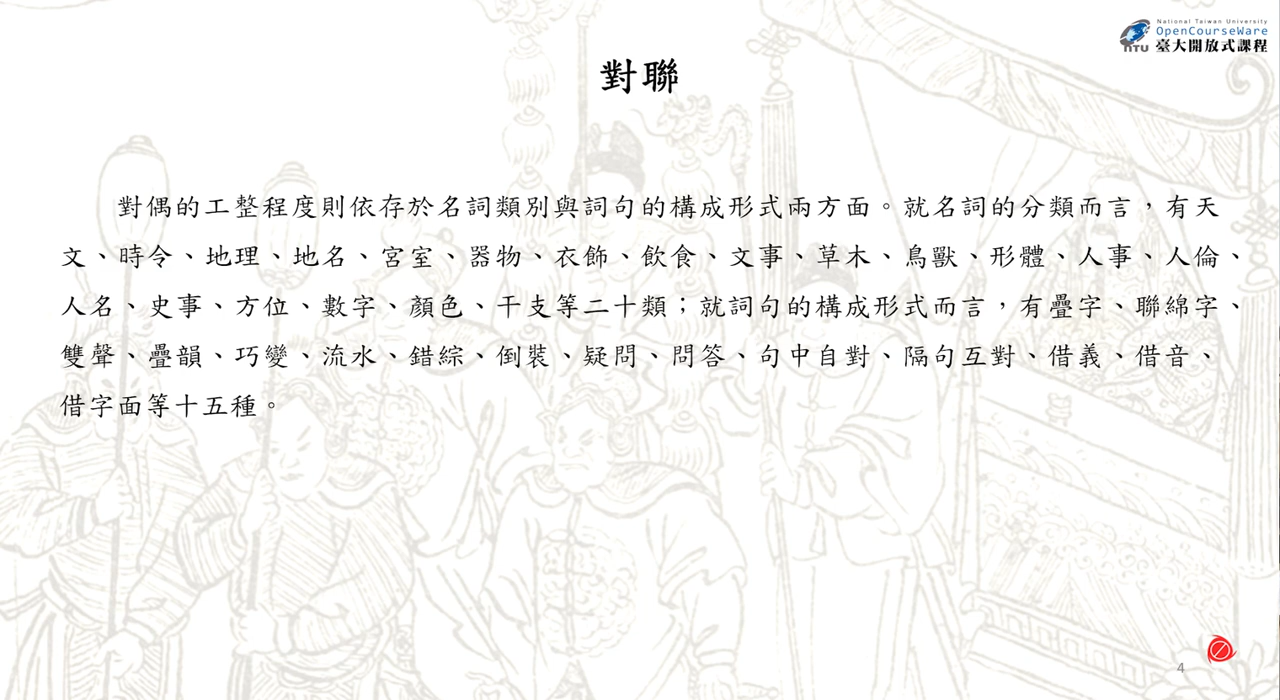 National Taiwan University
OpenCourseWare
臺大開放式課程
NTU
對聯
對偶的工整程度則依存於名詞類別與詞句的構成形式兩方面。就名詞的分類而言，有天
文、時令、地理、地名、宮室、器物、衣飾、飲食、文事、草木、鳥獸、形體、人事、人倫、
人名、史事、方位、數字、顏色、干支等二十類；就詞句的構成形式而言，有疊字、聯綿字、
雙聲、疊韻、巧變、流水、錯綜、倒裝、疑問、問答、句中自對、隔句互對、借義、借音、
借字面等十五種。
4